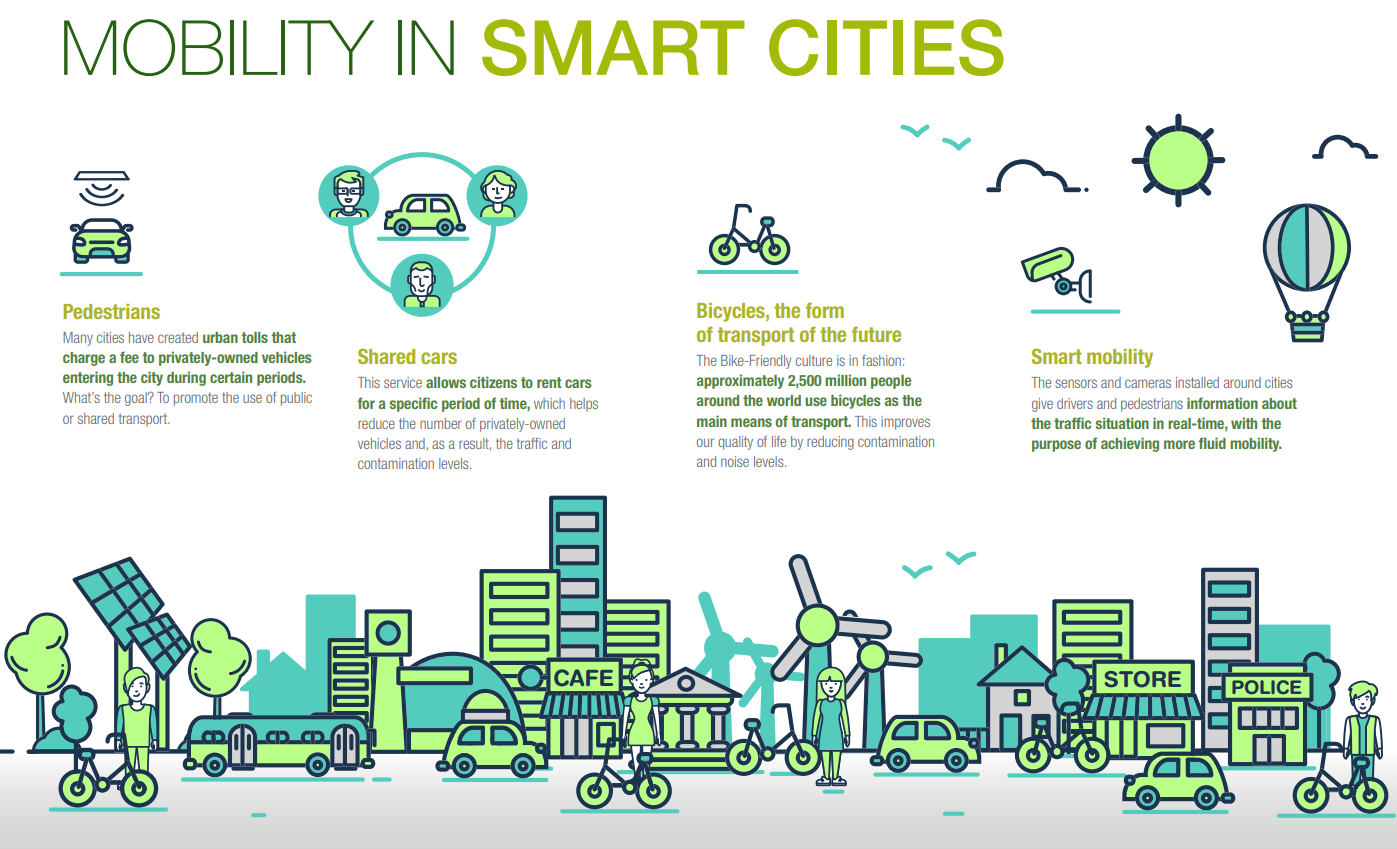 MOBILITY IN SMART CITIES
Pedestrians
Many cities have created urban tolls that
charge a fee to privately-owned vehicles
entering the city during certain periods.
What's the goal? To promote the use of public
or shared transport.
Shared cars
This service allows citizens to rent cars
for a specific period of time, which helps
reduce the number of privately-owned
vehicles and, as a result, the traffic and
contamination levels.
Bicycles, the form
of transport of the future
The Bike-Friendly culture is in fashion:
approximately 2,500 million people
around the world use bicycles as the
main means of transport. This improves
our quality of life by reducing contamination
and noise levels.
Smart mobility
The sensors and cameras installed around cities
give drivers and pedestrians information about
the traffic situation in real-time, with the
purpose of achieving more fluid mobility.
CAFE
STORE
POLICE